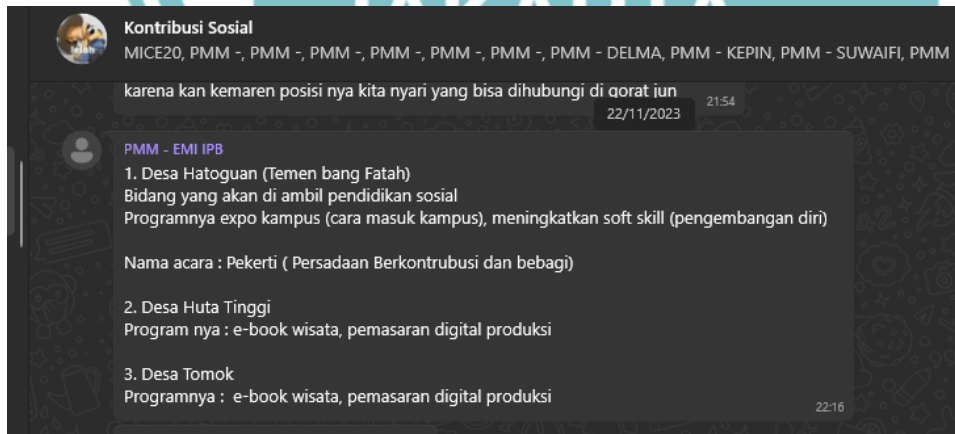 Kontribusi Sosial
MICE20, PMM -, PMM -, PMM -, PMM -, PMM -, PMM -, PMM - DELMA, PMM - KEPIN, PMM - SUWAIFI, PMM
karena kan kemaren posisi nya kita nyari yang bisa dihubungi di gorat jun
21:54
22/11/2023
PMM - EMI IPB
1. Desa Hatoguan (Temen bang Fatah)
Bidang yang akan di ambil pendidikan sosial
Programnya expo kampus (cara masuk kampus), meningkatkan soft skill (pengembangan diri)
Nama acara : Pekerti ( Persadaan Berkontrubusi dan bebagi)
2. Desa Huta Tinggi
Program nya : e-book wisata, pemasaran digital produksi
3. Desa Tomok
Programnya :  e-book wisata, pemasaran digital produksi
22:16